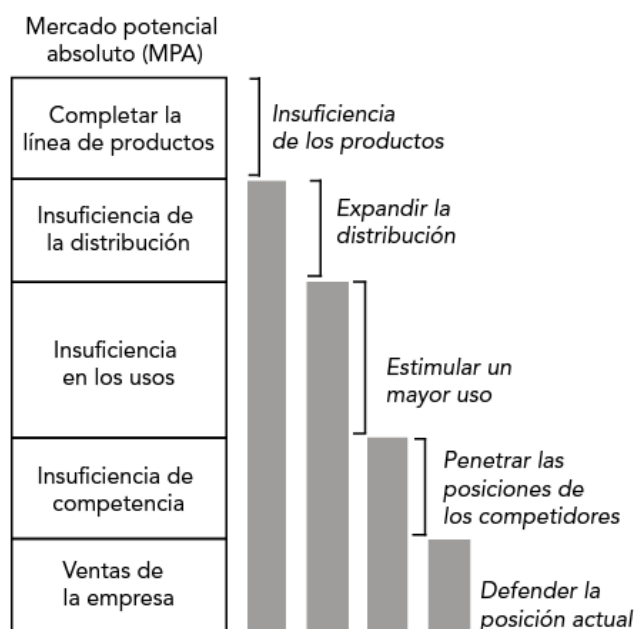 Mercado potencial
absoluto (MPA)
Completar la
línea de productos
Insuficiencia
de los productos
Insuficiencia de
la distribución
Expandir la
distribución
Insuficiencia
en los usos
Estimular un
mayor uso
Insuficiencia de
competencia
Penetrar las
posiciones de
los competidores
Ventas de
la empresa
Defender la
posición actual